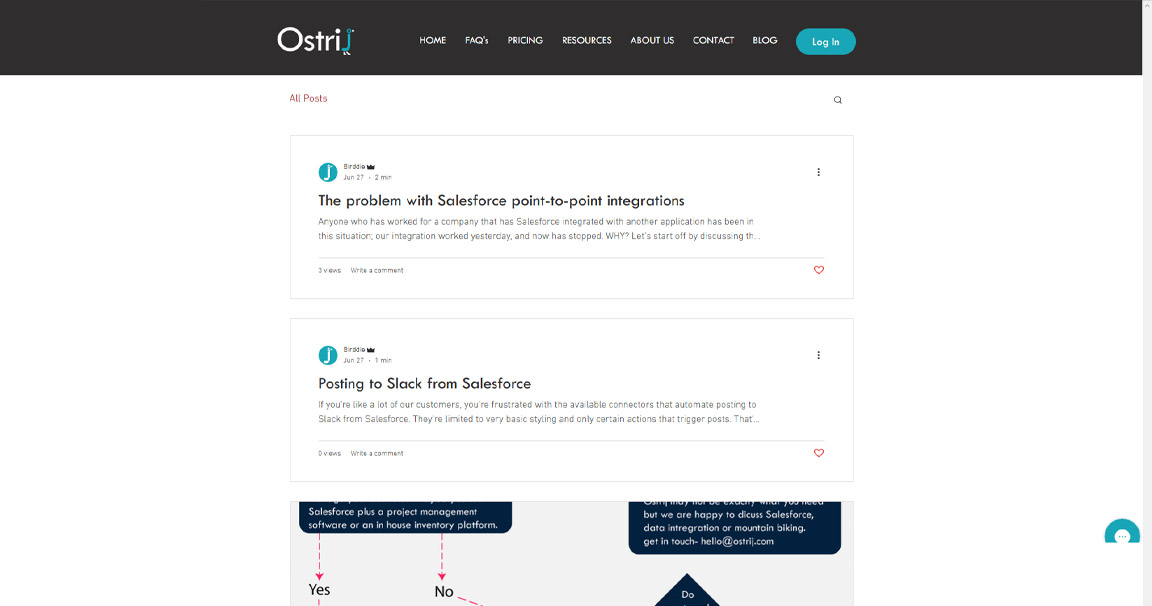 Ostrij
HOME FAQ's PRICING RESOURCES ABOUT US CONTACT BLOG Log In
All Posts
Birddie
Jun 27 · 2 min
The problem with Salesforce point-to-point integrations
Anyone who has worked for a company that has Salesforce integrated with another application has been in
this situation; our integration worked yesterday, and now has stopped. WHY? Let's start off by discussing th...
3 views Write a comment
Birddie
Jun 27 · 1 min
Posting to Slack from Salesforce
If you're like a lot of our customers, you're frustrated with the available connectors that automate posting to
Slack from Salesforce. They're limited to very basic styling and only certain actions that trigger posts. That'...
0 views Write a comment
Salesforce plus a project management
software or an in house inventory platform.
Ostrij may not be exactly what you need
but we are happy to dicuss Salesforce,
data intregration or mountain biking.
get in touch- hello@ostrij.com
Yes
No
Do